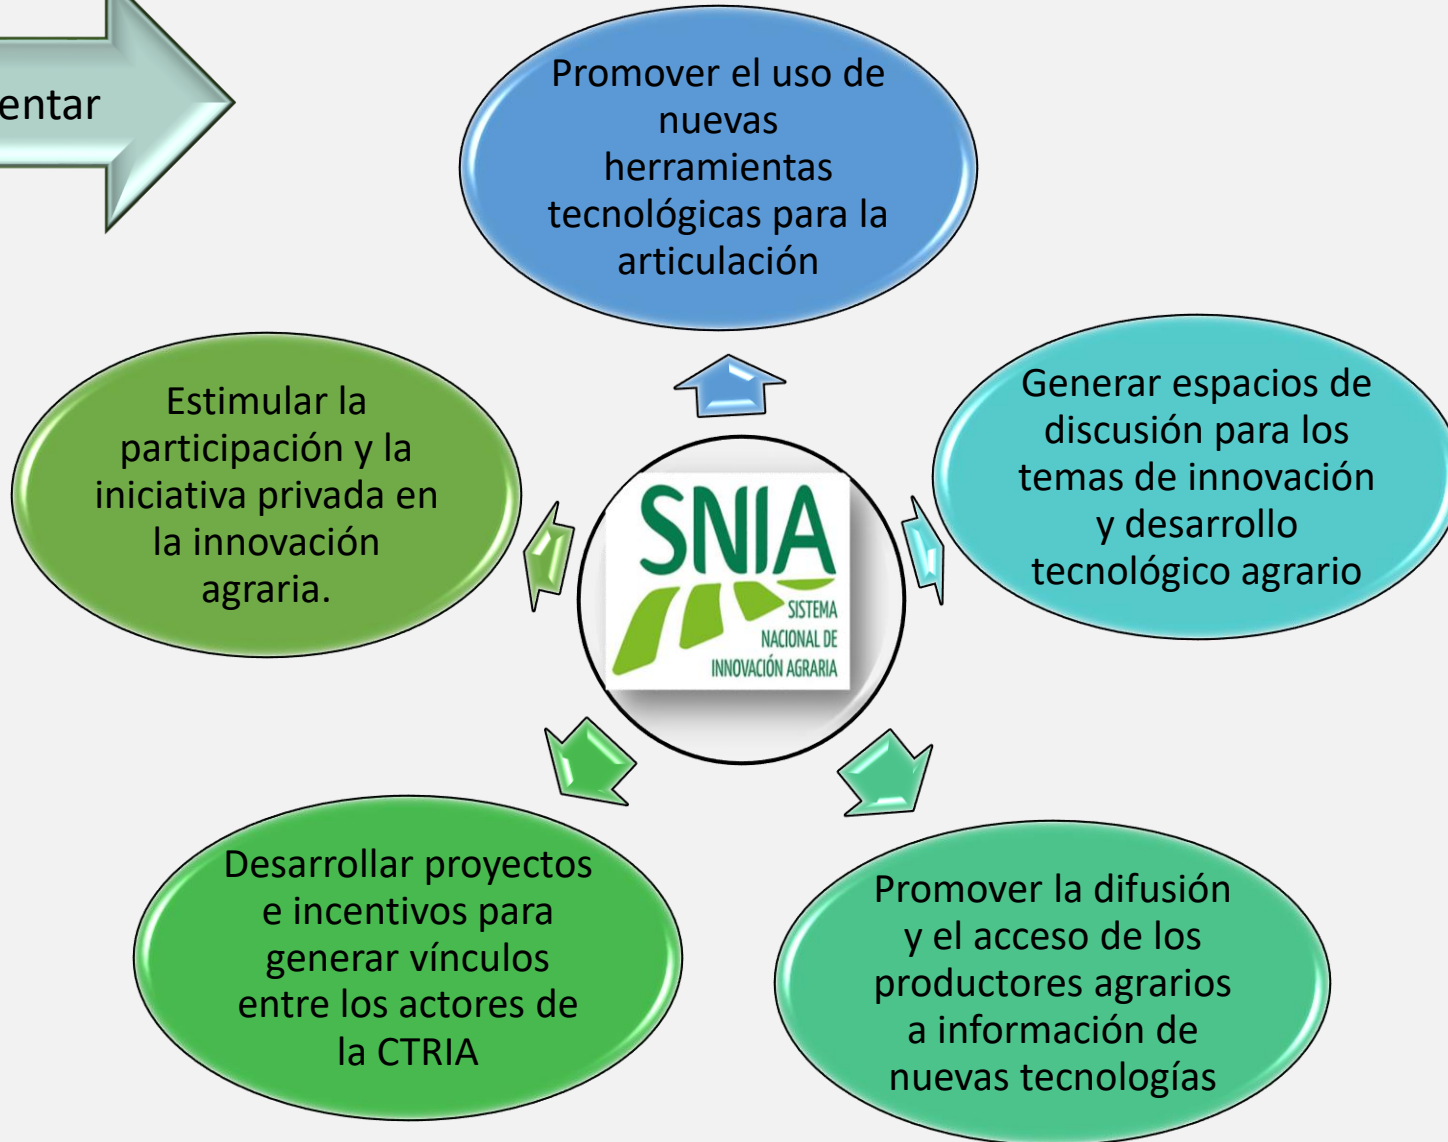 Promover el uso de
nuevas
herramientas
tecnológicas para la
articulación
Estimular la
participación y la
iniciativa privada en
la innovación
agraria.
SNIA
SISTEMA
NACIONAL DE
INNOVACIÓN AGRARIA
Generar espacios de
discusión para los
temas de innovación
y desarrollo
tecnológico agrario
Desarrollar proyectos
e incentivos para
generar vínculos
entre los actores de
la CTRIA
Promover la difusión
y el acceso de los
productores agrarios
a información de
nuevas tecnologías